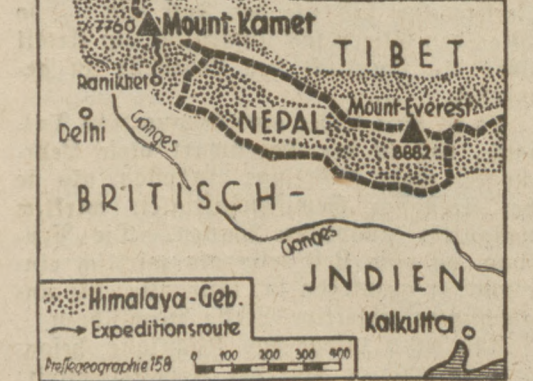 7760 Mount Kamet
TIBET
Ranikhet
Mount-Everest
Delhi
Ganges
NEPAL
8882
BRITISCH-
Ganges
JNDIEN
Himalaya-Geb.
Expeditionsroute
Kalkutta
Pressegeographie 158
0 100 200 300 400